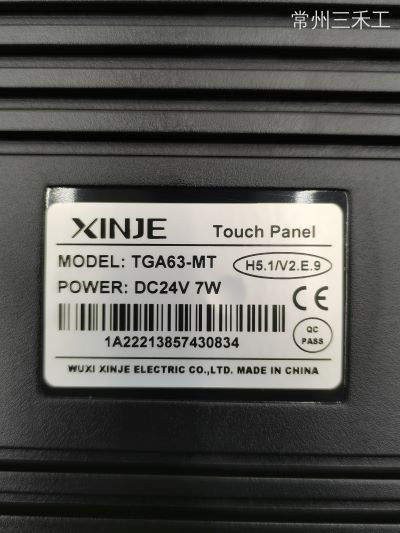 常州三禾工
XINJE Touch Panel
MODEL: TGA63-MT H5.1/V2.E.9
POWER: DC24V 7W
CE
QC
PASS
1A22213857430834
WUXI XINJE ELECTRIC CO.,LTD. MADE IN CHINA